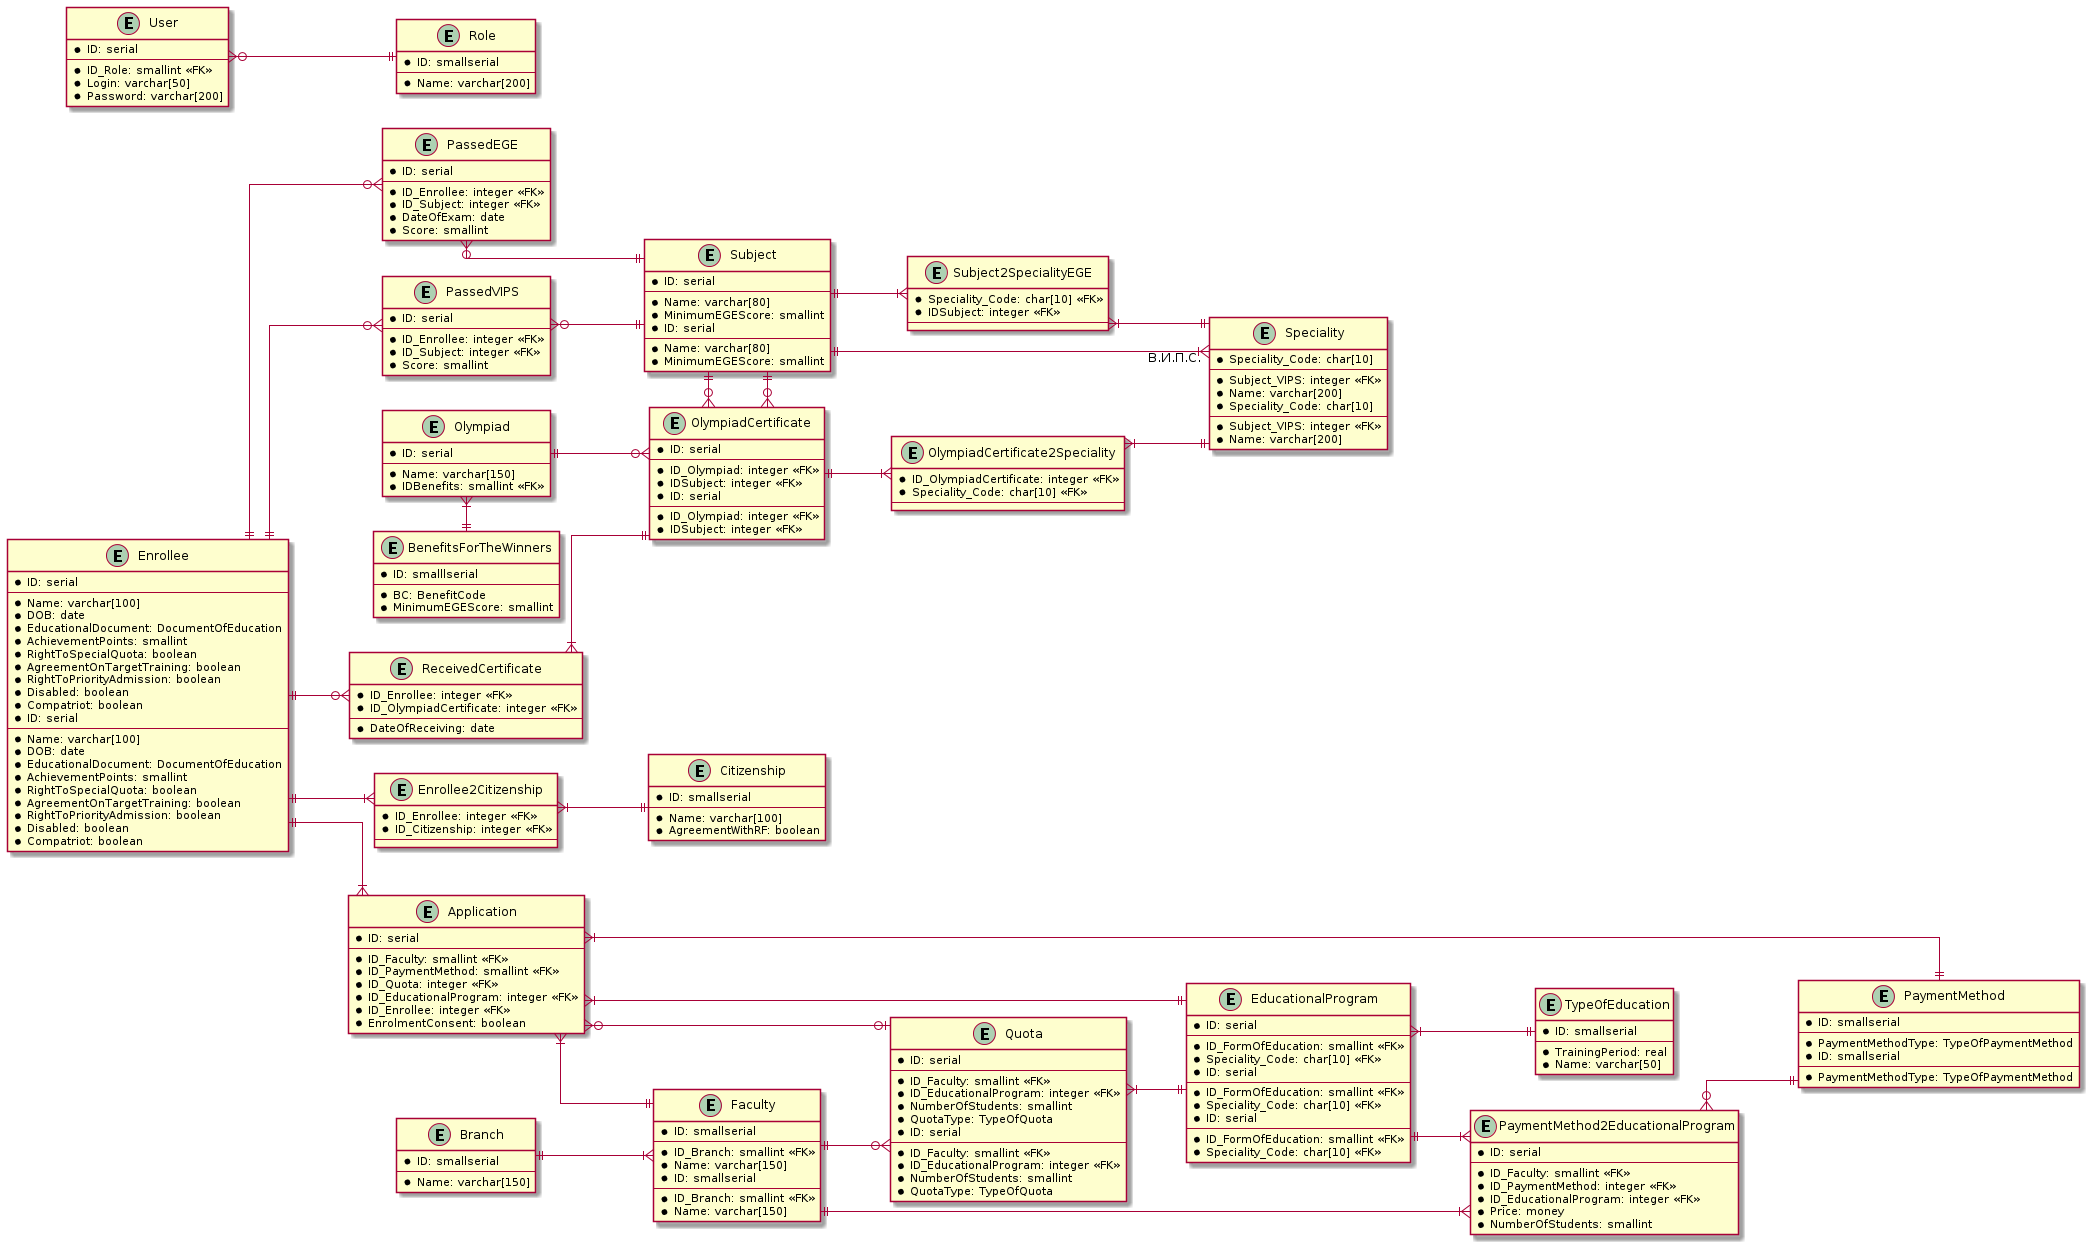 User
ID: serial
ID_Role: smallint «FK»
Login: varchar[50]
Password: varchar[200]
Role
ID: smallserial
Name: varchar[200]
PassedEGE
ID: serial
ID_Enrollee: integer «FK»
ID_Subject: integer «FK»
DateOfExam: date
Score: smallint
Subject
ID: serial
Name: varchar[80]
MinimumEGEScore: smallint
ID: serial
Name: varchar[80]
MinimumEGEScore: smallint
Subject2SpecialityEGE
Speciality_Code: char[10] «FK»
IDSubject: integer «FK»
PassedVIPS
ID: serial
ID_Enrollee: integer «FK»
ID_Subject: integer «FK»
Score: smallint
В.И.П.С.
Speciality
Speciality_Code: char[10]
Subject_VIPS: integer «FK»
Name: varchar[200]
Speciality_Code: char[10]
Subject_VIPS: integer «FK»
Name: varchar[200]
Olympiad
ID: serial
Name: varchar[150]
IDBenefits: smallint «FK»
OlympiadCertificate
ID: serial
ID_Olympiad: integer «FK»
IDSubject: integer «FK»
ID: serial
ID_Olympiad: integer «FK»
IDSubject: integer «FK»
OlympiadCertificate2Speciality
ID_OlympiadCertificate: integer «FK»
Speciality_Code: char[10] «FK»
BenefitsForTheWinners
ID: smalllserial
BC: BenefitCode
MinimumEGEScore: smallint
Enrollee
ID: serial
Name: varchar[100]
DOB: date
EducationalDocument: DocumentOfEducation
AchievementPoints: smallint
RightToSpecialQuota: boolean
AgreementOnTargetTraining: boolean
RightToPriorityAdmission: boolean
Disabled: boolean
Compatriot: boolean
ID: serial
Name: varchar[100]
DOB: date
EducationalDocument: DocumentOfEducation
AchievementPoints: smallint
RightToSpecialQuota: boolean
AgreementOnTargetTraining: boolean
RightToPriorityAdmission: boolean
Disabled: boolean
Compatriot: boolean
ReceivedCertificate
ID_Enrollee: integer «FK»
ID_OlympiadCertificate: integer «FK»
DateOfReceiving: date
Enrollee2Citizenship
ID_Enrollee: integer «FK»
ID_Citizenship: integer «FK»
Citizenship
ID: smallserial
Name: varchar[100]
AgreementWithRF: boolean
Application
ID: serial
ID_Faculty: smallint «FK»
ID_PaymentMethod: smallint «FK»
ID_Quota: integer «FK»
ID_EducationalProgram: integer «FK»
ID_Enrollee: integer «FK»
EnrolmentConsent: boolean
Quota
ID: serial
ID_Faculty: smallint «FK»
ID_EducationalProgram: integer «FK»
NumberOfStudents: smallint
QuotaType: TypeOfQuota
ID: serial
ID_Faculty: smallint «FK»
ID_EducationalProgram: integer «FK»
NumberOfStudents: smallint
QuotaType: TypeOfQuota
EducationalProgram
ID: serial
ID_FormOfEducation: smallint «FK»
Speciality_Code: char[10] «FK»
ID: serial
ID_FormOfEducation: smallint «FK»
Speciality_Code: char[10] «FK»
ID: serial
ID_FormOfEducation: smallint «FK»
Speciality_Code: char[10] «FK»
TypeOfEducation
ID: smallserial
TrainingPeriod: real
Name: varchar[50]
PaymentMethod
ID: smallserial
PaymentMethodType: TypeOfPaymentMethod
ID: smallserial
PaymentMethodType: TypeOfPaymentMethod
Branch
ID: smallserial
Name: varchar[150]
Faculty
ID: smallserial
ID_Branch: smallint «FK»
Name: varchar[150]
ID: smallserial
ID_Branch: smallint «FK»
Name: varchar[150]
PaymentMethod2EducationalProgram
ID: serial
ID_Faculty: smallint «FK»
ID_PaymentMethod: integer «FK»
ID_EducationalProgram: integer «FK»
Price: money
NumberOfStudents: smallint